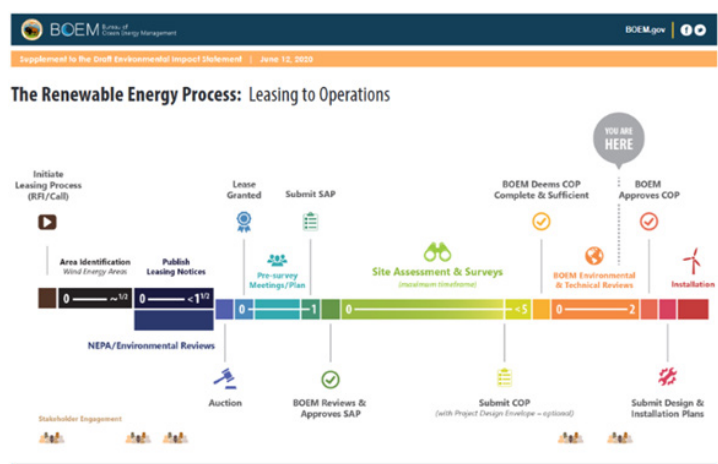 BOEM Bureau of
Ocean Energy Management
BOEM.gov
Supplement to the Draft Environmental Impact Statement | June 12, 2020
The Renewable Energy Process: Leasing to Operations
YOU ARE
HERE
Initiate
Leasing Process
(RFI/Call)
Lease
Granted
Submit SAP
BOEM Deems COP
Complete & Sufficient
BOEM
Approves COP
Area Identification
Wind Energy Areas
Publish
Leasing Notices
Pre-survey
Meetings/Plan
Site Assessment & Surveys
(maximum timeframe)
BOEM Environmental
& Technical Reviews
Installation
0 ~1/2 0 <1 1/2 0 1 0 <5 0 2
NEPA/Environmental Reviews
Auction
BOEM Reviews &
Approves SAP
Submit COP
(with Project Design Envelope – optional)
Submit Design &
Installation Plans
Stakeholder Engagement